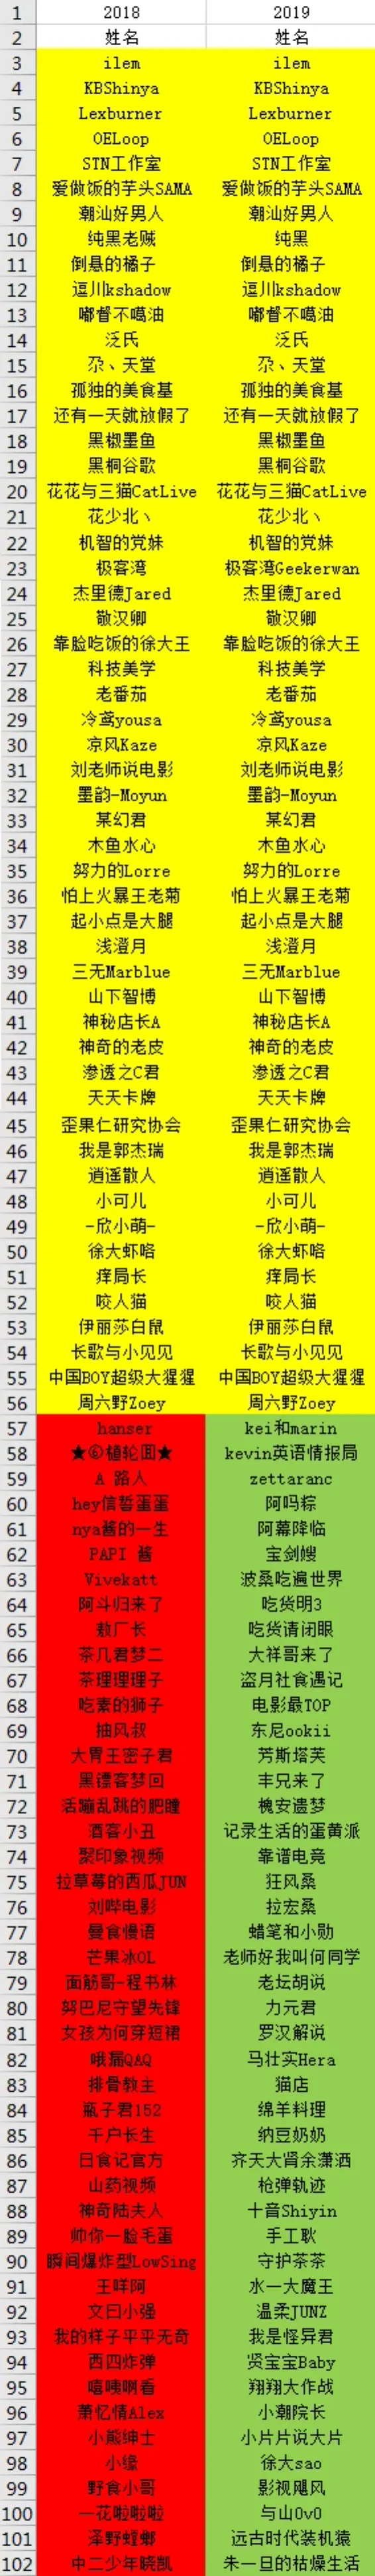 1 2018 2019
2 姓名 姓名
3 ilem ilem
4 KBShinya KBShinya
5 Lexburner Lexburner
6 OELoop OELoop
7 STN工作室 STN工作室
8 爱做饭的芋头SAMA 爱做饭的芋头SAMA
9 潮汕好男人 潮汕好男人
10 纯黑老贼 纯黑
11 倒悬的橘子 倒悬的橘子
12 逗川kshadow 逗川kshadow
13 嘟督不噶油 嘟督不噶油
14 泛氏 泛氏
15 尕丶天堂 尕丶天堂
16 孤独的美食基 孤独的美食基
17 还有一天就放假了 还有一天就放假了
18 黑椒墨鱼 黑椒墨鱼
19 黑桐谷歌 黑桐谷歌
20 花花与三猫CatLive 花花与三猫CatLive
21 花少北丶 花少北丶
22 机智的党妹 机智的党妹
23 极客湾 极客湾Geekerwan
24 杰里德Jared 杰里德Jared
25 敬汉卿 敬汉卿
26 靠脸吃饭的徐大王 靠脸吃饭的徐大王
27 科技美学 科技美学
28 老番茄 老番茄
29 冷鸢yousa 冷鸢yousa
30 凉风Kaze 凉风Kaze
31 刘老师说电影 刘老师说电影
32 墨韵-Moyun 墨韵-Moyun
33 某幻君 某幻君
34 木鱼水心 木鱼水心
35 努力的Lorre 努力的Lorre
36 怕上火暴王老菊 怕上火暴王老菊
37 起小点是大腿 起小点是大腿
38 浅澄月 浅澄月
39 三无Marblue 三无Marblue
40 山下智博 山下智博
41 神秘店长A 神秘店长A
42 神奇的老皮 神奇的老皮
43 渗透之C君 渗透之C君
44 天天卡牌 天天卡牌
45 歪果仁研究协会 歪果仁研究协会
46 我是郭杰瑞 我是郭杰瑞
47 逍遥散人 逍遥散人
48 小可儿 小可儿
49 -欣小萌- -欣小萌-
50 徐大虾咯 徐大虾咯
51 痒局长 痒局长
52 咬人猫 咬人猫
53 伊丽莎白鼠 伊丽莎白鼠
54 长歌与小见见 长歌与小见见
55 中国BOY超级大猩猩 中国BOY超级大猩猩
56 周六野Zoey 周六野Zoey
57 hanser kei和marin
58 ★⑥檤轮囬★ kevin英语情报局
59 A 路人 zettaranc
60 hey信誓蛋蛋 阿吗粽
61 nya酱的一生 阿幕降临
62 PAPI 酱 宝剑嫂
63 Vivekatt 波桑吃遍世界
64 阿斗归来了 吃货明3
65 敖厂长 吃货请闭眼
66 茶几君梦二 大祥哥来了
67 茶理理理子 盗月社食遇记
68 吃素的狮子 电影最TOP
69 抽风叔 东尼ookii
70 大胃王密子君 芳斯塔芙
71 黑镖客梦回 丰兄来了
72 活蹦乱跳的肥瞳 槐安遗梦
73 酒客小丑 记录生活的蛋黄派
74 聚印象视频 靠谱电竞
75 拉草莓的西瓜JUN 狂风桑
76 刘哔电影 拉宏桑
77 曼食慢语 蜡笔和小勋
78 芒果冰OL 老师好我叫何同学
79 面筋哥-程书林 老坛胡说
80 努巴尼守望先锋 力元君
81 女孩为何穿短裙 罗汉解说
82 哦漏QAQ 马壮实Hera
83 排骨教主 猫店
84 瓶子君152 绵羊料理
85 千户长生 纳豆奶奶
86 日食记官方 齐天大肾余潇洒
87 山药视频 枪弹轨迹
88 神奇陆夫人 十音Shiyin
89 帅你一脸毛蛋 手工耿
90 瞬间爆炸型LowSing 守护茶茶
91 王咩阿 水一大魔王
92 文曰小强 温柔JUNZ
93 我的样子平平无奇 我是怪异君
94 西四炸弹 贤宝宝Baby
95 嘻咦啊看 翔翔大作战
96 萧忆情Alex 小潮院长
97 小熊绅士 小片片说大片
98 小缘 徐大sao
99 野食小哥 影视飓风
100 一花啦啦啦 与山0v0
101 泽野螳螂 远古时代装机猿
102 中二少年晓凯 朱一旦的枯燥生活